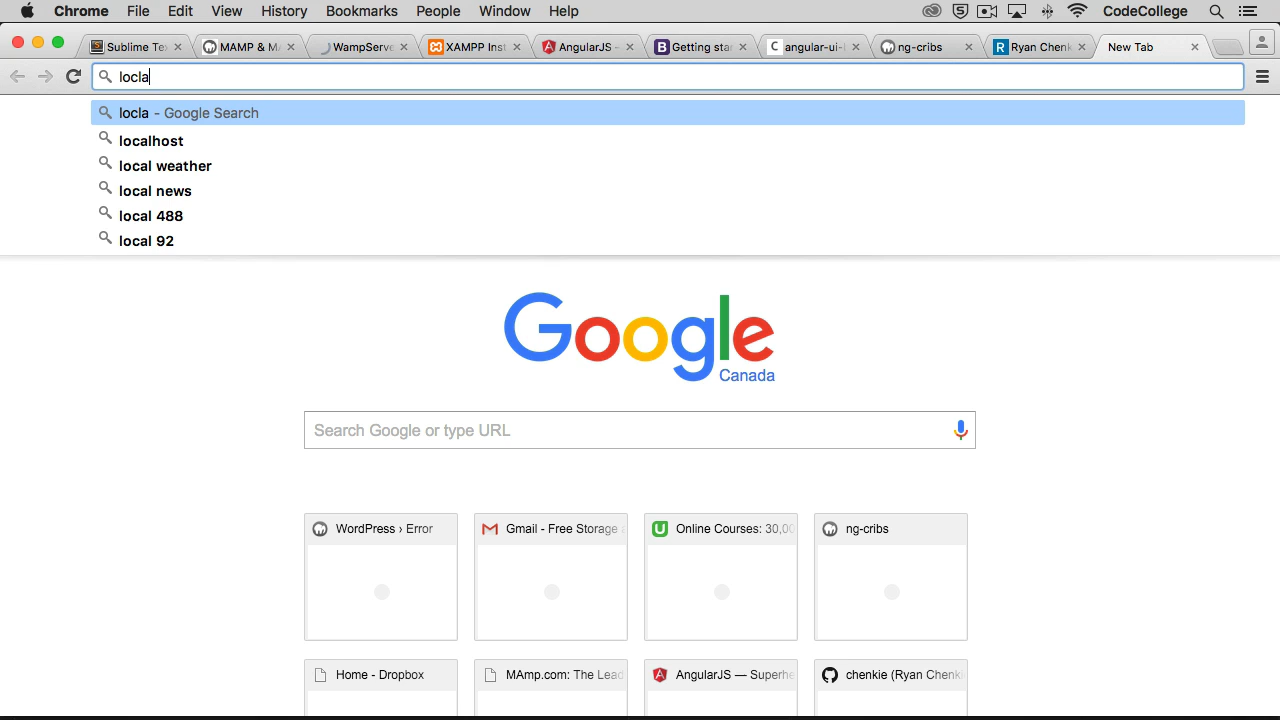 Chrome File Edit View History Bookmarks People Window Help CodeCollege
Sublime Te MAMP & M WampServe XAMPP Inst AngularJS - Getting star angular-ui- ng-cribs Ryan Chenk New Tab
locla
locla - Google Search
localhost
local weather
local news
local 488
local 92
Google
Canada
Search Google or type URL
WordPress › Error Gmail - Free Storage Online Courses: 30,00 ng-cribs
Home - Dropbox MAmp.com: The Lead AngularJS — Superhe chenkie (Ryan Chenki